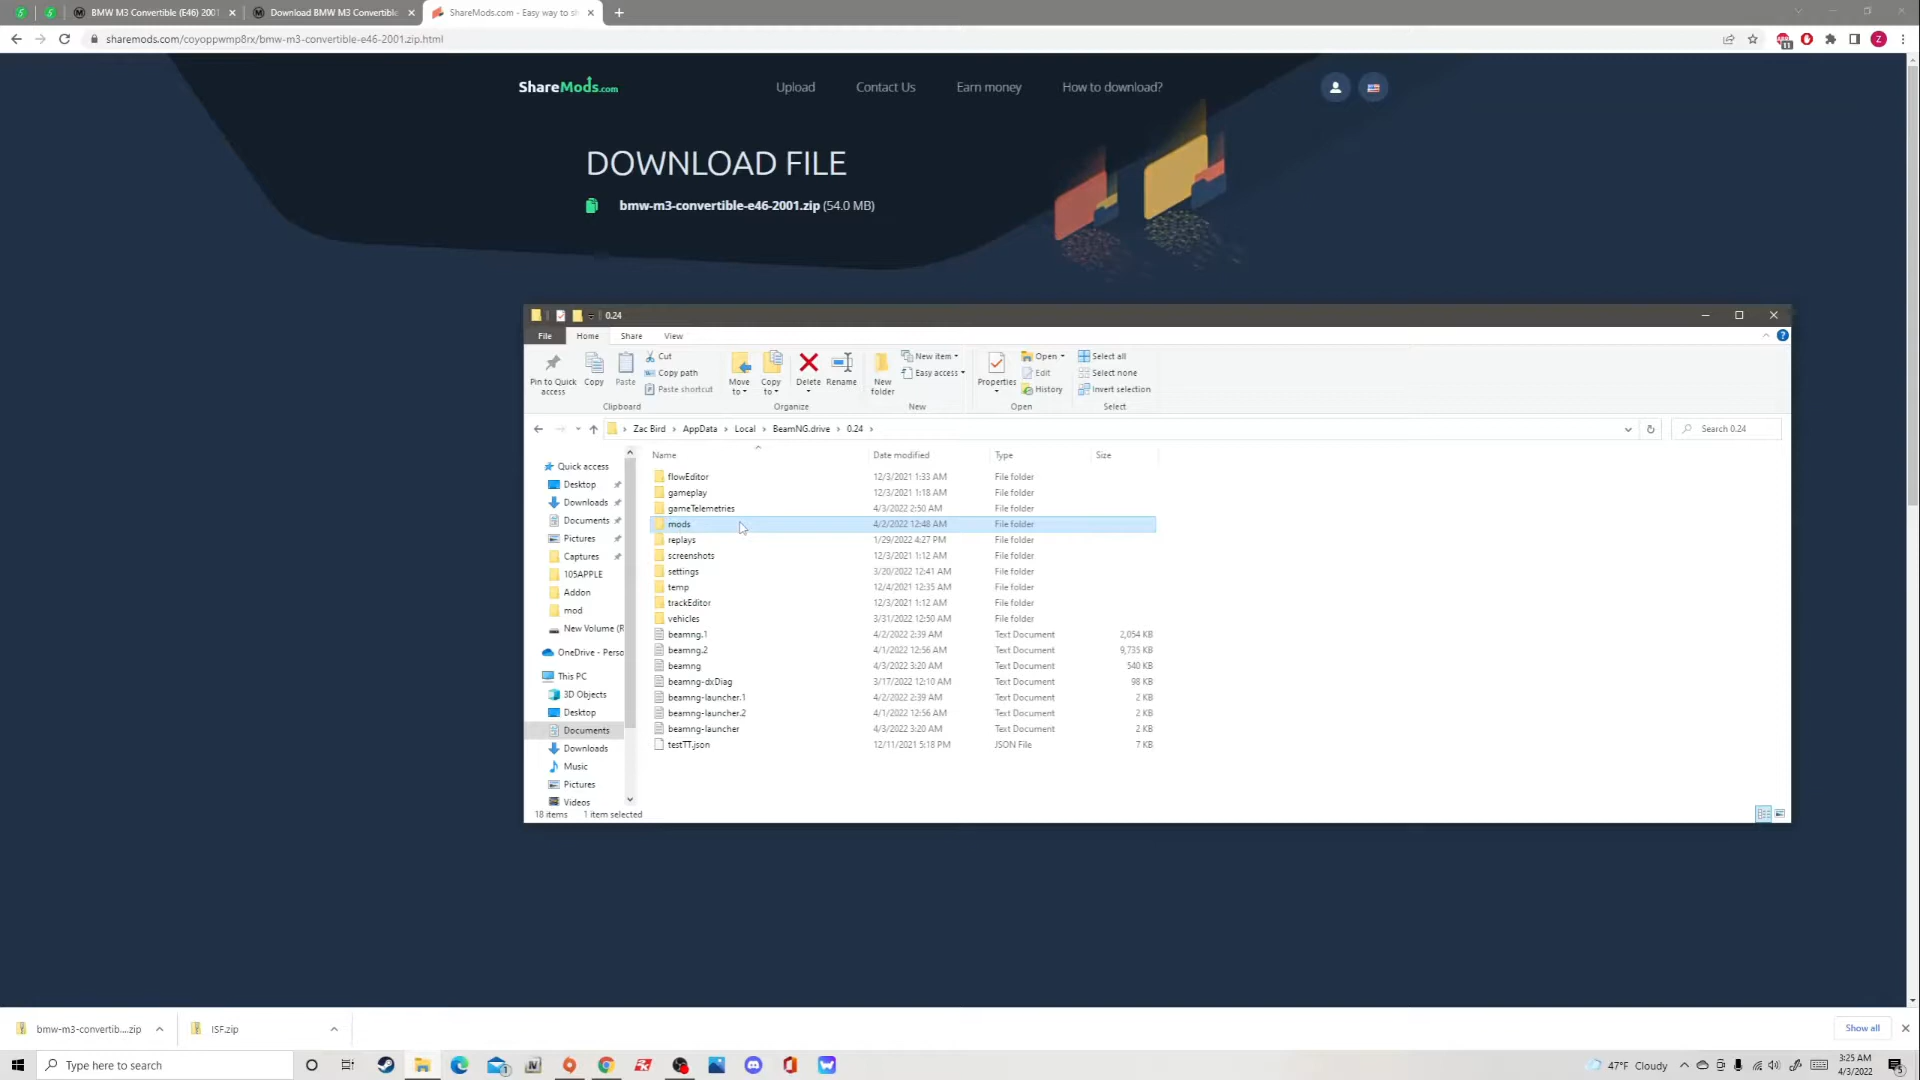 BMW M3 Convertible (E46) 2001
Download BMW M3 Convertible
ShareMods.com - Easy way to s
sharemods.com/coyoppwmp8rx/bmw-m3-convertible-e46-2001.zip.html
ShareMods.com
Upload
Contact Us
Earn money
How to download?
DOWNLOAD FILE
bmw-m3-convertible-e46-2001.zip (54.0 MB)
0.24
File
Home
Share
View
Pin to Quick access
Copy
Paste
Cut
Copy path
Paste shortcut
Move to
Copy to
Delete
Rename
New folder
New item
Easy access
Properties
Open
Edit
History
Select all
Select none
Invert selection
Clipboard
Organize
New
Open
Select
Zac Bird > AppData > Local > BeamNG.drive > 0.24 >
Search 0.24
Name Date modified Type Size
Quick access
Desktop
Downloads
Documents
Pictures
Captures
105APPLE
Addon
mod
New Volume (R
OneDrive - Perso
This PC
3D Objects
Desktop
Documents
Downloads
Music
Pictures
Videos
flowEditor 12/3/2021 1:33 AM File folder
gameplay 12/3/2021 1:18 AM File folder
gameTelemetries 4/3/2022 2:50 AM File folder
mods 4/2/2022 12:48 AM File folder
replays 1/29/2022 4:27 PM File folder
screenshots 12/3/2021 1:12 AM File folder
settings 3/20/2022 12:41 AM File folder
temp 12/4/2021 12:35 AM File folder
trackEditor 12/3/2021 1:12 AM File folder
vehicles 3/31/2022 12:50 AM File folder
beamng.1 4/2/2022 2:39 AM Text Document 2,054 KB
beamng.2 4/1/2022 12:56 AM Text Document 9,735 KB
beamng 4/3/2022 3:20 AM Text Document 540 KB
beamng-dxDiag 3/17/2022 12:10 AM Text Document 98 KB
beamng-launcher.1 4/2/2022 2:39 AM Text Document 2 KB
beamng-launcher.2 4/1/2022 12:56 AM Text Document 2 KB
beamng-launcher 4/3/2022 3:20 AM Text Document 2 KB
testTT.json 12/11/2021 5:18 PM JSON File 7 KB
18 items 1 item selected
bmw-m3-convertib....zip
ISF.zip
Show all
Type here to search
47°F Cloudy
3:25 AM
4/3/2022